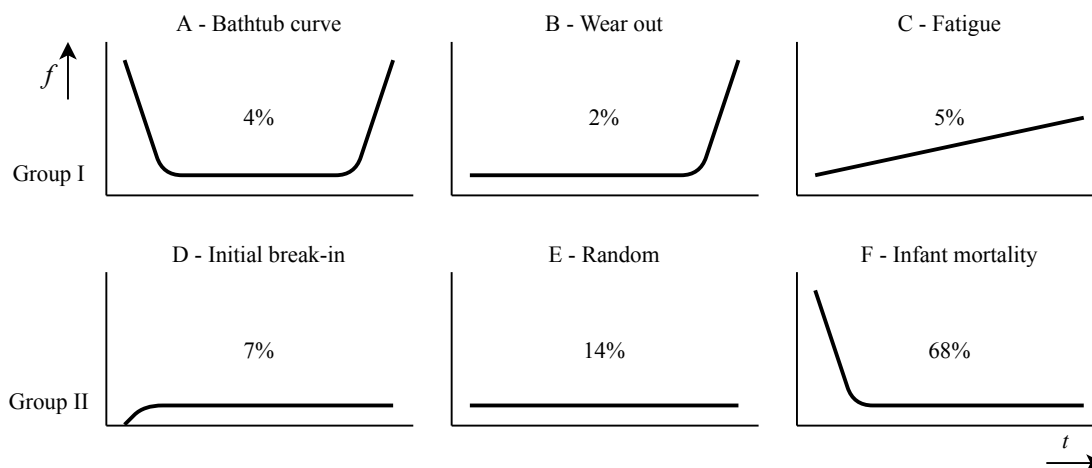 A - Bathtub curve
B - Wear out
C - Fatigue
f
4%
2%
5%
Group I
D - Initial break-in
E - Random
F - Infant mortality
7%
14%
68%
Group II
t